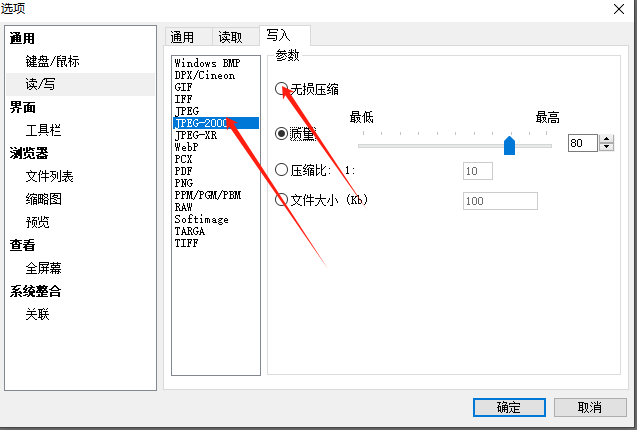 选项
通用
键盘/鼠标
读/写
界面
工具栏
浏览器
文件列表
缩略图
预览
查看
全屏幕
系统整合
关联
通用 读取 写入
Windows BMP
DPX/Cineon
GIF
IFF
JPEG
JPEG-2000
JPEG-XR
WebP
PCX
PDF
PNG
PPM/PGM/PBM
RAW
Softimage
TARGA
TIFF
参数
无损压缩
最低 最高
质量 80
压缩比: 1: 10
文件大小 (Kb) 100
确定 取消